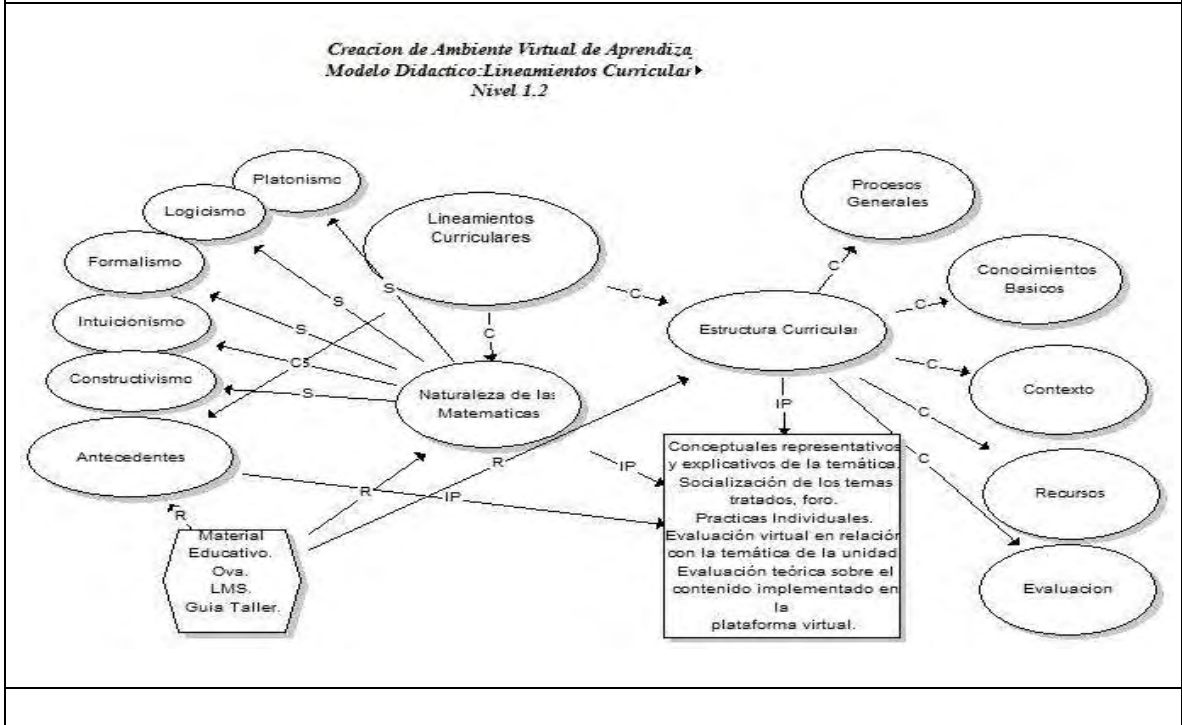 Creacion de Ambiente Virtual de Aprendiza
Modelo Didactico:Lineamientos Curricular
Nivel 1.2
Platonismo
Logicismo
Formalismo
Intuicionismo
Constructivismo
Antecedentes
Material
Educativo.
Ova.
LMS.
Guia Taller.
Lineamientos
Curriculares
Naturaleza de las
Matematicas
Estructura Curricular
Procesos
Generales
Conocimientos
Basicos
Contexto
Recursos
Evaluacion
Conceptuales representativos
y explicativos de la temática.
Socialización de los temas
tratados, foro.
Practicas Individuales.
Evaluación virtual en relación
con la temática de la unidad
Evaluación teórica sobre el
contenido implementado en
la
plataforma virtual.
S
S
S
CS
S
C
C
C
C
C
C
C
R
R
R
IP
IP
IP